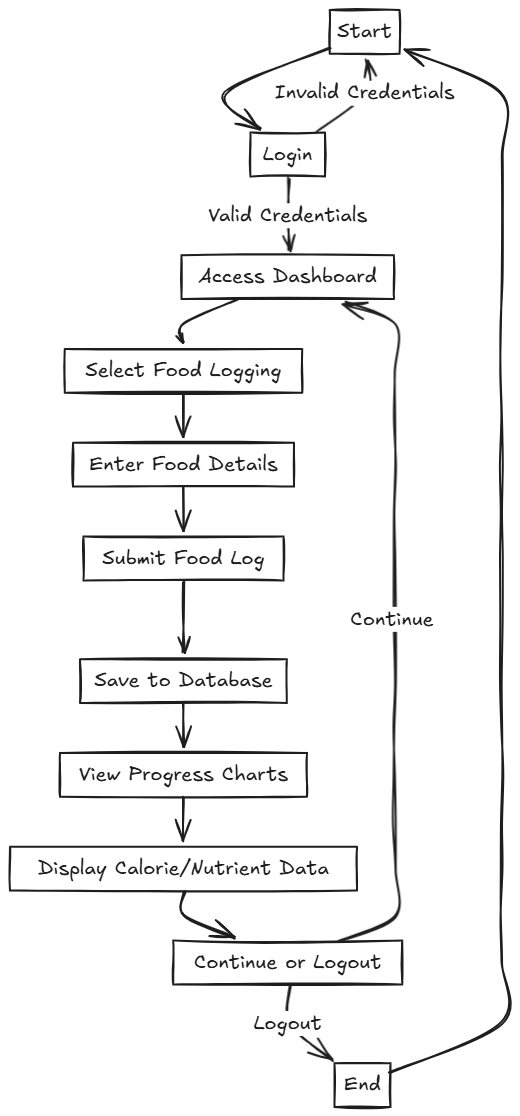 Start
Invalid Credentials
Login
Valid Credentials
Access Dashboard
Select Food Logging
Enter Food Details
Submit Food Log
Continue
Save to Database
View Progress Charts
Display Calorie/Nutrient Data
Continue or Logout
Logout
End